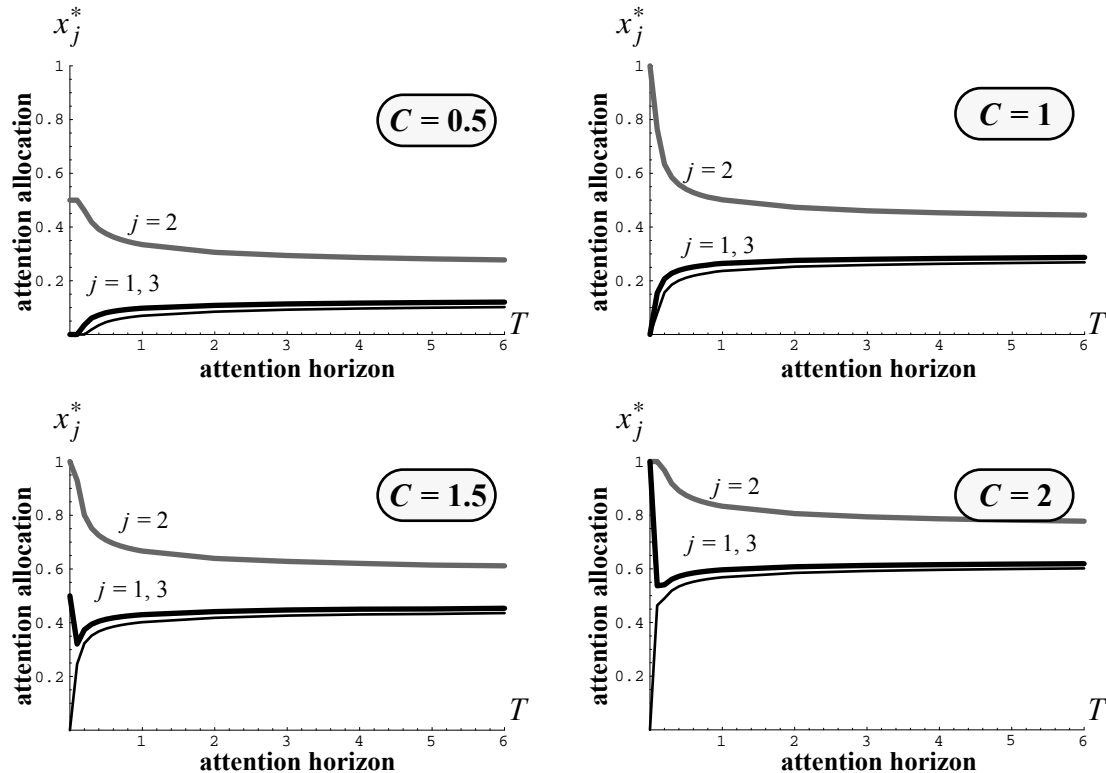 x*j
attention allocation
1
0.8
0.6
0.4
0.2
C = 0.5
j = 2
j = 1, 3
T
1 2 3 4 5 6
attention horizon
x*j
attention allocation
1
0.8
0.6
0.4
0.2
C = 1
j = 2
j = 1, 3
T
1 2 3 4 5 6
attention horizon
x*j
attention allocation
1
0.8
0.6
0.4
0.2
C = 1.5
j = 2
j = 1, 3
T
1 2 3 4 5 6
attention horizon
x*j
attention allocation
1
0.8
0.6
0.4
0.2
C = 2
j = 2
j = 1, 3
T
1 2 3 4 5 6
attention horizon